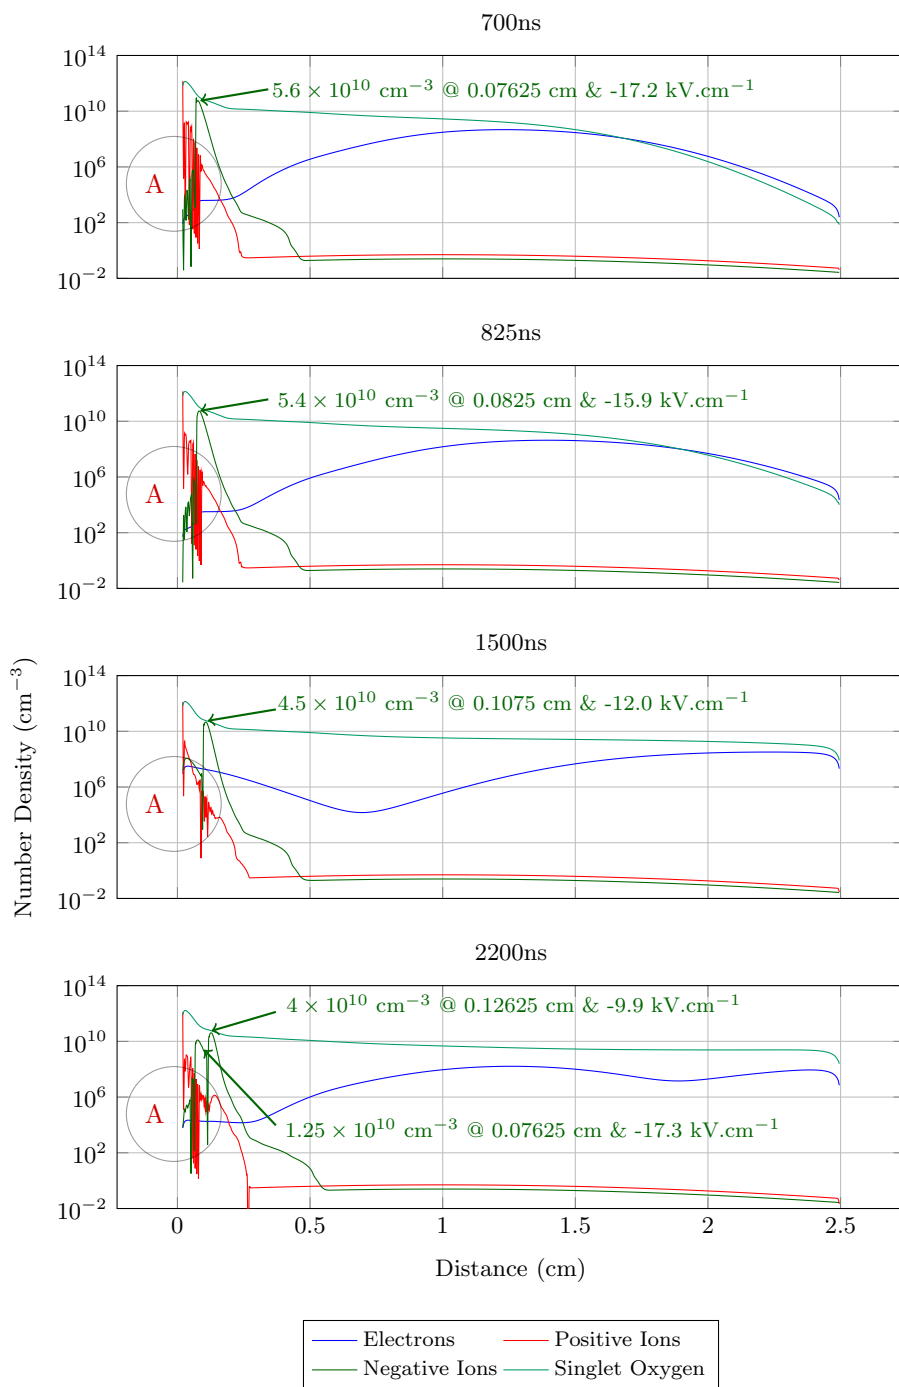 700ns
10^14
10^10
10^6
10^2
10^−2
5.6 × 10^10 cm^−3 @ 0.07625 cm & -17.2 kV.cm^−1
A
825ns
10^14
10^10
10^6
10^2
10^−2
5.4 × 10^10 cm^−3 @ 0.0825 cm & -15.9 kV.cm^−1
A
1500ns
10^14
10^10
10^6
10^2
10^−2
4.5 × 10^10 cm^−3 @ 0.1075 cm & -12.0 kV.cm^−1
A
Number Density (cm^−3)
2200ns
10^14
10^10
10^6
10^2
10^−2
4 × 10^10 cm^−3 @ 0.12625 cm & -9.9 kV.cm^−1
A
1.25 × 10^10 cm^−3 @ 0.07625 cm & -17.3 kV.cm^−1
0 0.5 1 1.5 2 2.5
Distance (cm)
Electrons Positive Ions
Negative Ions Singlet Oxygen